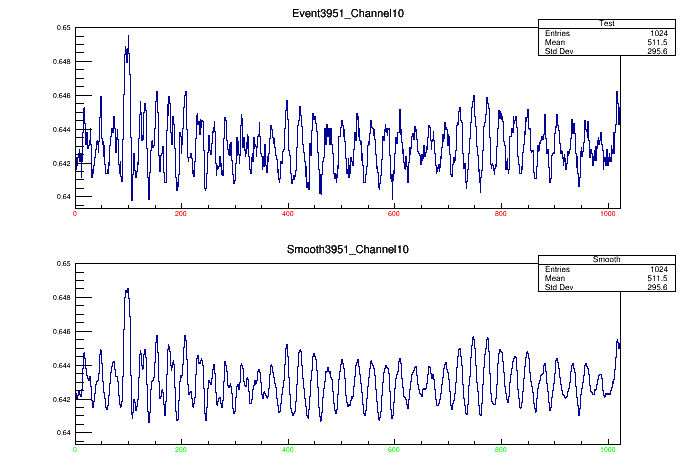 Event3951_Channel10
Test
Entries 1024
Mean 511.5
Std Dev 295.6
0.65
0.648
0.646
0.644
0.642
0.64
0 200 400 600 800 1000
Smooth3951_Channel10
Smooth
Entries 1024
Mean 511.5
Std Dev 295.6
0.65
0.648
0.646
0.644
0.642
0.64
0 200 400 600 800 1000